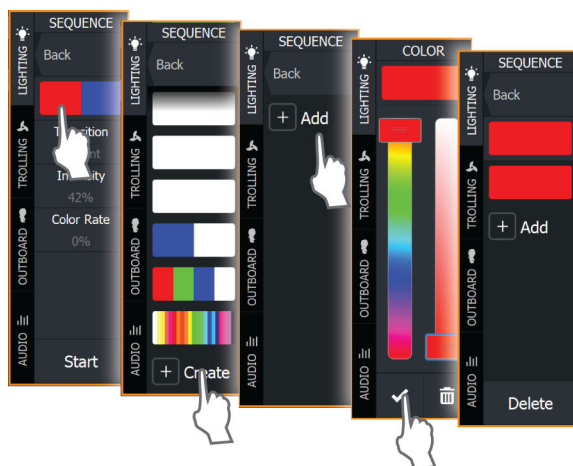 SEQUENCE
Back
Intensity
42%
Color Rate
0%
Start
LIGHTING
TROLLING
OUTBOARD
AUDIO
SEQUENCE
Back
+ Create
LIGHTING
TROLLING
OUTBOARD
AUDIO
SEQUENCE
Back
+ Add
LIGHTING
TROLLING
OUTBOARD
AUDIO
COLOR
LIGHTING
TROLLING
OUTBOARD
AUDIO
SEQUENCE
Back
+ Add
Delete
LIGHTING
TROLLING
OUTBOARD
AUDIO